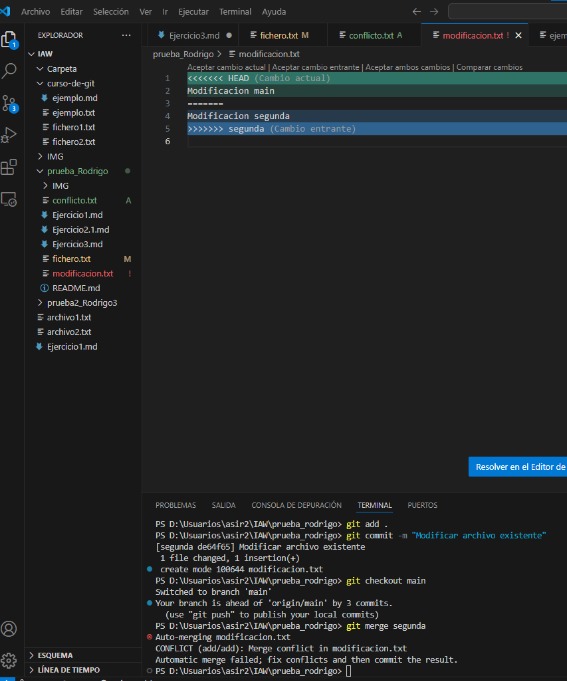 Archivo Editar Selección Ver Ir Ejecutar Terminal Ayuda
EXPLORADOR ···
Ejercicio3.md fichero.txt M conflicto.txt A modificacion.txt !
prueba_Rodrigo > modificacion.txt
IAW
Carpeta
curso-de-git
ejemplo.md
ejemplo.txt
fichero1.txt
fichero2.txt
IMG
prueba_Rodrigo
IMG
conflicto.txt A
Ejercicio1.md
Ejercicio2.1.md
Ejercicio3.md
fichero.txt M
modificacion.txt !
README.md
prueba2_Rodrigo3
archivo1.txt
archivo2.txt
Ejercicio1.md
ESQUEMA
LÍNEA DE TIEMPO
1
3
Aceptar cambio actual | Aceptar cambio entrante | Aceptar ambos cambios | Comparar cambios
1 <<<<<<< HEAD (Cambio actual)
2 Modificacion main
3 =======
4 Modificacion segunda
5 >>>>>>> segunda (Cambio entrante)
6
Resolver en el Editor de
PROBLEMAS SALIDA CONSOLA DE DEPURACIÓN TERMINAL PUERTOS
PS D:\Usuarios\asir2\IAW\prueba_rodrigo> git add .
PS D:\Usuarios\asir2\IAW\prueba_rodrigo> git commit -m "Modificar archivo existente"
[segunda de64f65] Modificar archivo existente
1 file changed, 1 insertion(+)
create mode 100644 modificacion.txt
PS D:\Usuarios\asir2\IAW\prueba_rodrigo> git checkout main
Switched to branch 'main'
Your branch is ahead of 'origin/main' by 3 commits.
(use "git push" to publish your local commits)
PS D:\Usuarios\asir2\IAW\prueba_rodrigo> git merge segunda
Auto-merging modificacion.txt
CONFLICT (add/add): Merge conflict in modificacion.txt
Automatic merge failed; fix conflicts and then commit the result.
PS D:\Usuarios\asir2\IAW\prueba_rodrigo>